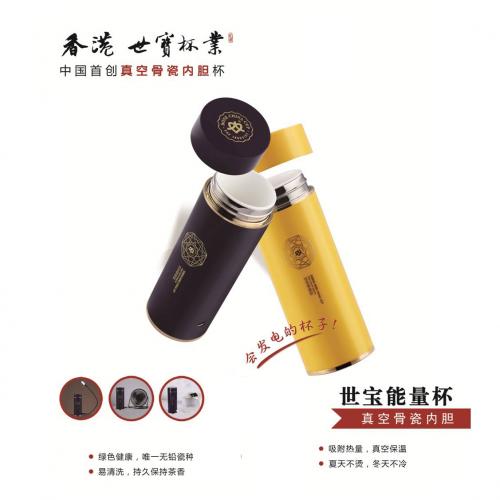 香港 世寶杯業
中国首创真空骨瓷内胆杯
BONE CHINA CUP
会发电的杯子！
世宝能量杯
真空骨瓷内胆
• 绿色健康，唯一无铅瓷种
• 易清洗，持久保持茶香
• 吸附热量，真空保温
• 夏天不烫，冬天不冷